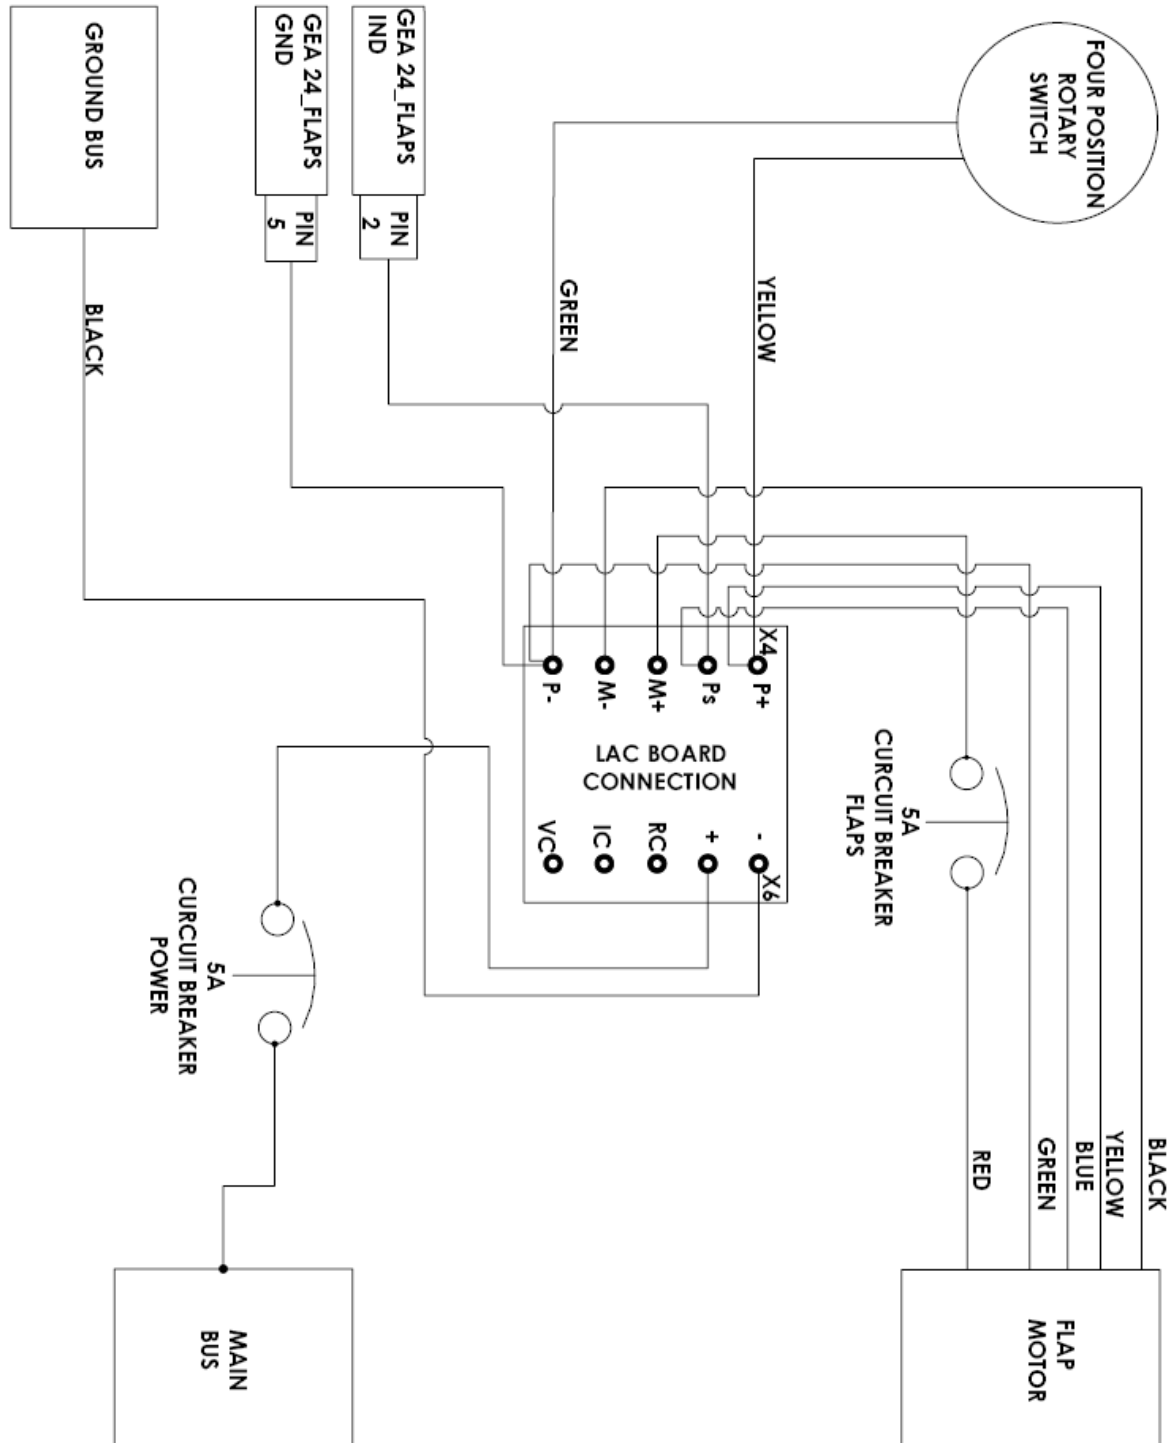 FOUR POSITION
ROTARY
SWITCH
GEA 24_FLAPS
IND
PIN
2
GEA 24_FLAPS
GND
PIN
5
GROUND BUS
BLACK
GREEN
YELLOW
X4
P+
Ps
M+
M-
P-
LAC BOARD
CONNECTION
X6
-
+
RC
IC
VC
5A
CURCUIT BREAKER
FLAPS
5A
CURCUIT BREAKER
POWER
BLACK
YELLOW
BLUE
GREEN
RED
FLAP
MOTOR
MAIN
BUS